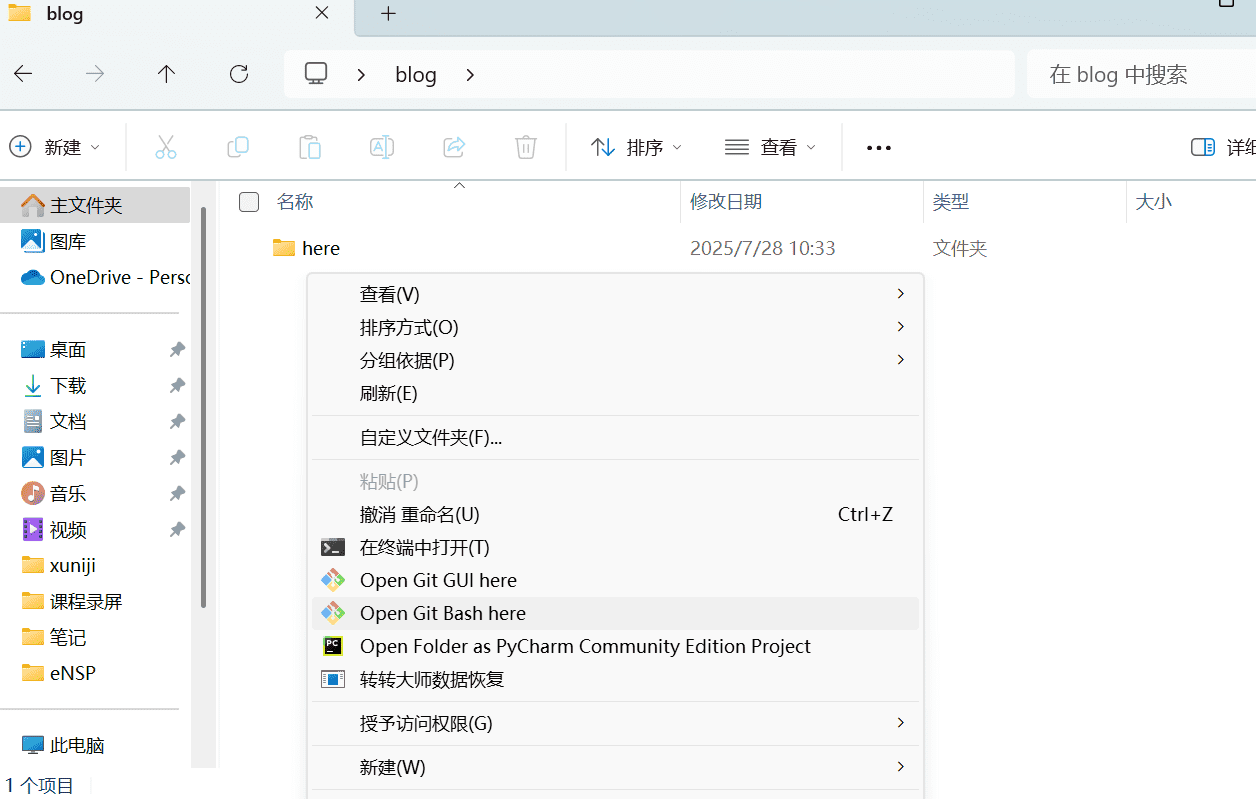 blog
blog
在 blog 中搜索
新建
排序
查看
详细
主文件夹
图库
OneDrive - Perso
桌面
下载
文档
图片
音乐
视频
xuniji
课程录屏
笔记
eNSP
此电脑
1 个项目
名称 修改日期 类型 大小
here 2025/7/28 10:33 文件夹
查看(V)
排序方式(O)
分组依据(P)
刷新(E)
自定义文件夹(F)...
粘贴(P)
撤消 重命名(U) Ctrl+Z
在终端中打开(T)
Open Git GUI here
Open Git Bash here
PC Open Folder as PyCharm Community Edition Project
转转大师数据恢复
授予访问权限(G)
新建(W)